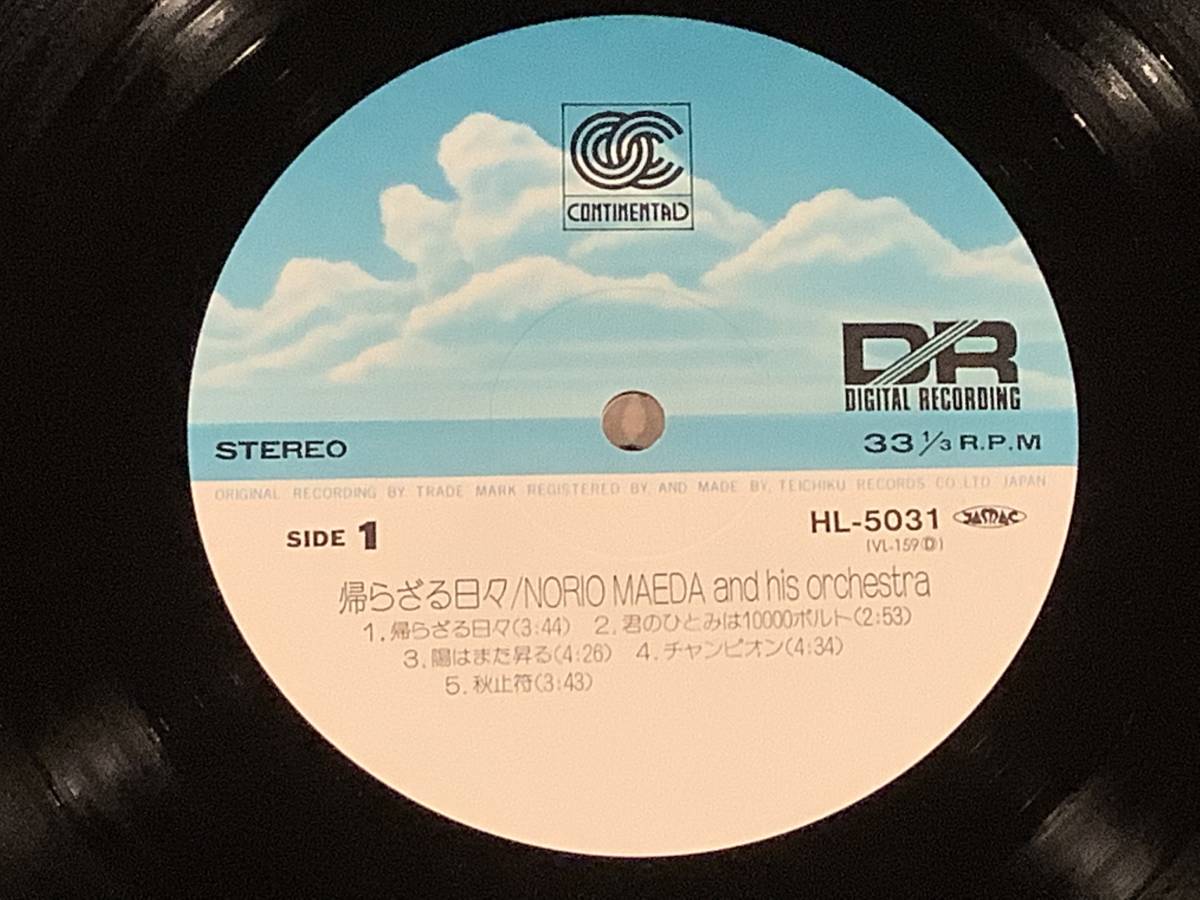 CONTINENTAL
DR
DIGITAL RECORDING
STEREO
33 1/3 R.P.M
ORIGINAL RECORDING BY TRADE MARK REGISTERED BY, AND MADE BY, TEICHIKU RECORDS CO LTD JAPAN
SIDE 1
HL-5031 JASRAC
(VL-159Ⓓ)
帰らざる日々/NORIO MAEDA and his orchestra
1.帰らざる日々(3:44) 2.君のひとみは10000ボルト(2:53)
3.陽はまた昇る(4:26) 4.チャンピオン(4:34)
5.秋止符(3:43)